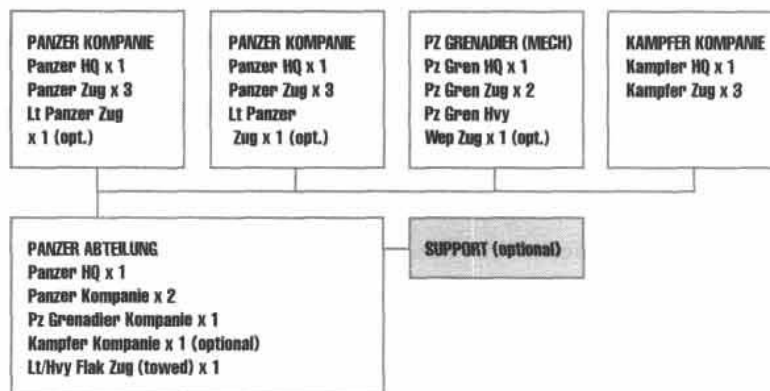 PANZER KOMPANIE
Panzer HQ x 1
Panzer Zug x 3
Lt Panzer Zug
x 1 (opt.)
PANZER KOMPANIE
Panzer HQ x 1
Panzer Zug x 3
Lt Panzer
Zug x 1 (opt.)
PZ GRENADIER (MECH)
Pz Gren HQ x 1
Pz Gren Zug x 2
Pz Gren Hvy
Wep Zug x 1 (opt.)
KAMPFER KOMPANIE
Kampfer HQ x 1
Kampfer Zug x 3
PANZER ABTEILUNG
Panzer HQ x 1
Panzer Kompanie x 2
Pz Grenadier Kompanie x 1
Kampfer Kompanie x 1 (optional)
Lt/Hvy Flak Zug (towed) x 1
SUPPORT (optional)